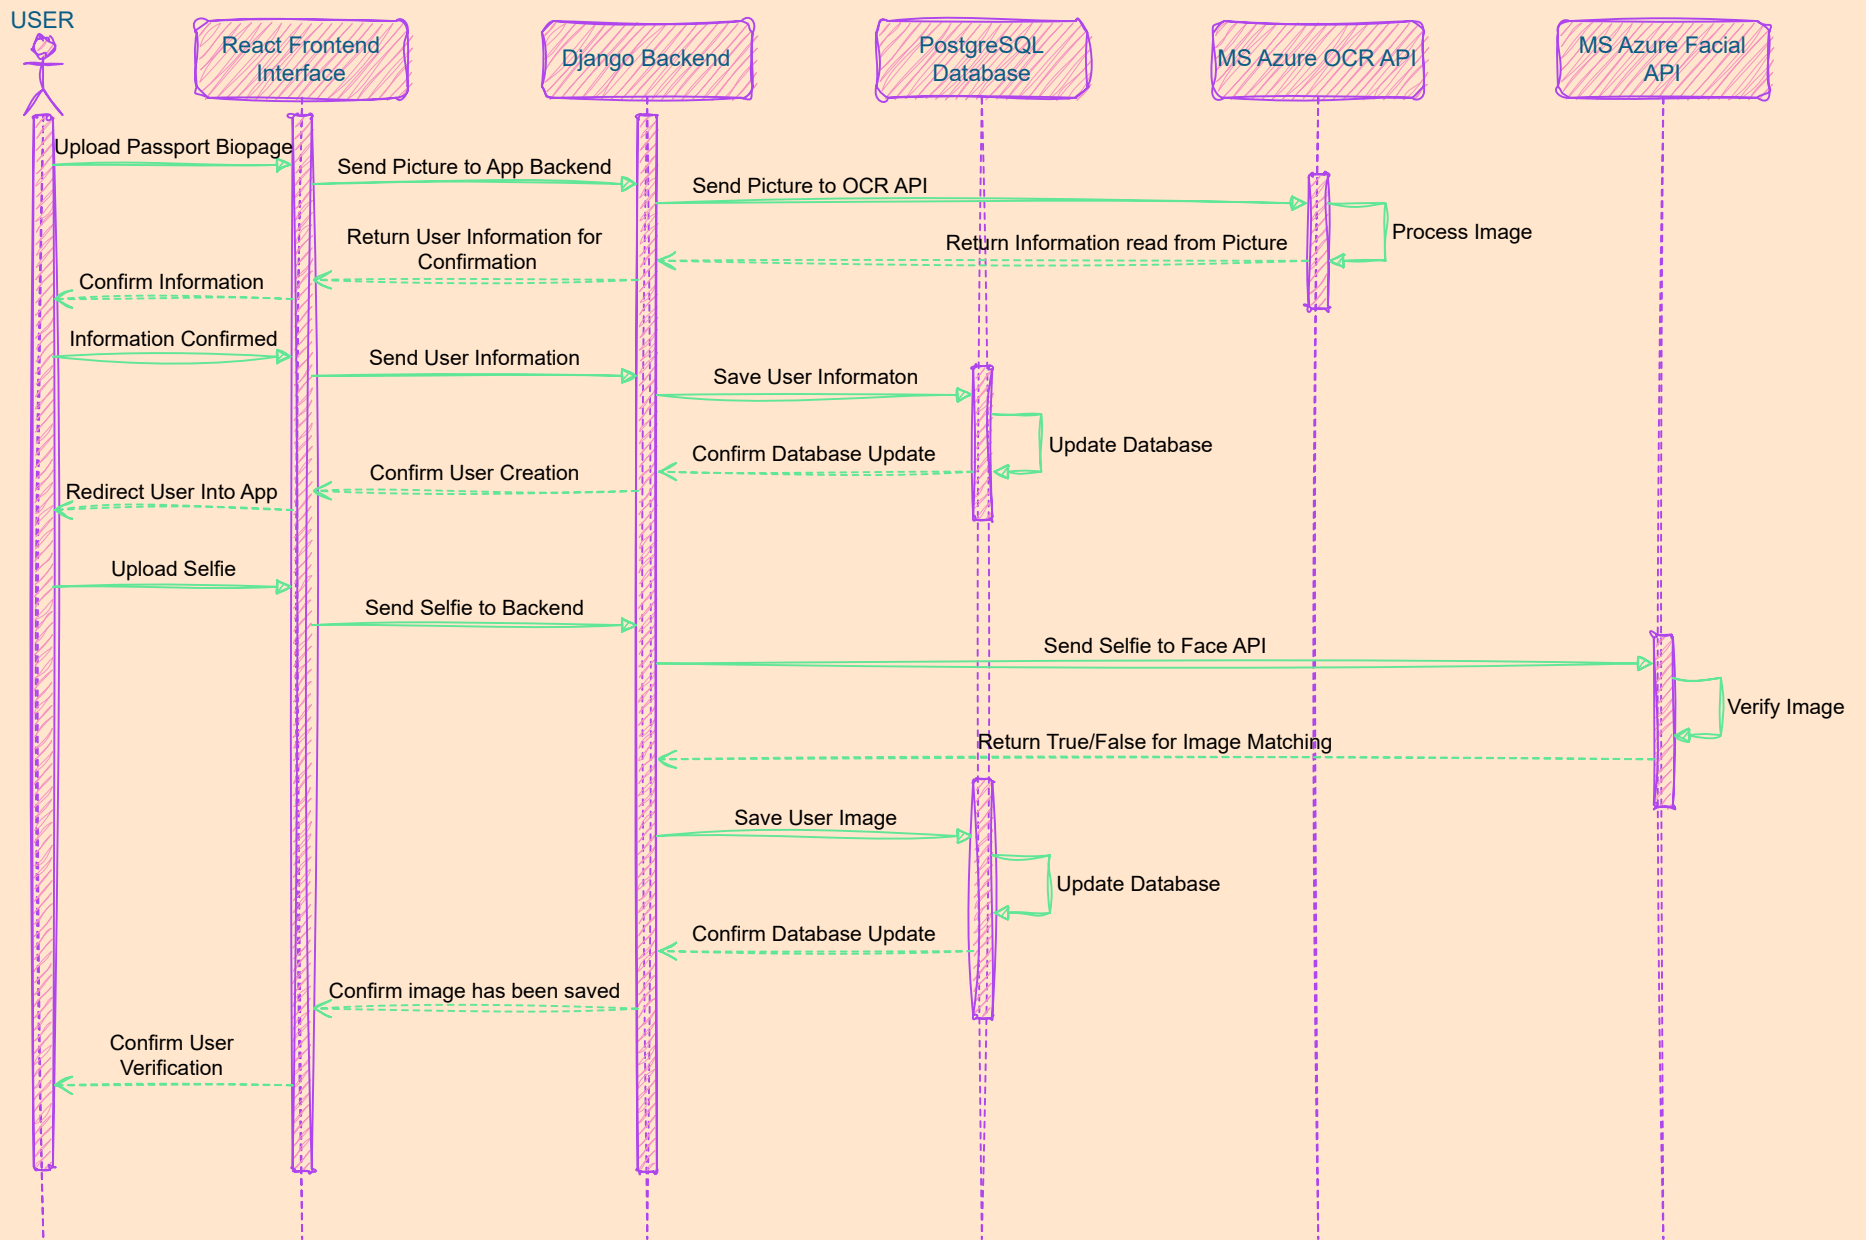 USER
React Frontend
Interface
Django Backend
PostgreSQL
Database
MS Azure OCR API
MS Azure Facial
API
Upload Passport Biopage
Send Picture to App Backend
Send Picture to OCR API
Process Image
Return Information read from Picture
Return User Information for
Confirmation
Confirm Information
Information Confirmed
Send User Information
Save User Informaton
Update Database
Confirm Database Update
Confirm User Creation
Redirect User Into App
Upload Selfie
Send Selfie to Backend
Send Selfie to Face API
Verify Image
Return True/False for Image Matching
Save User Image
Update Database
Confirm Database Update
Confirm image has been saved
Confirm User
Verification